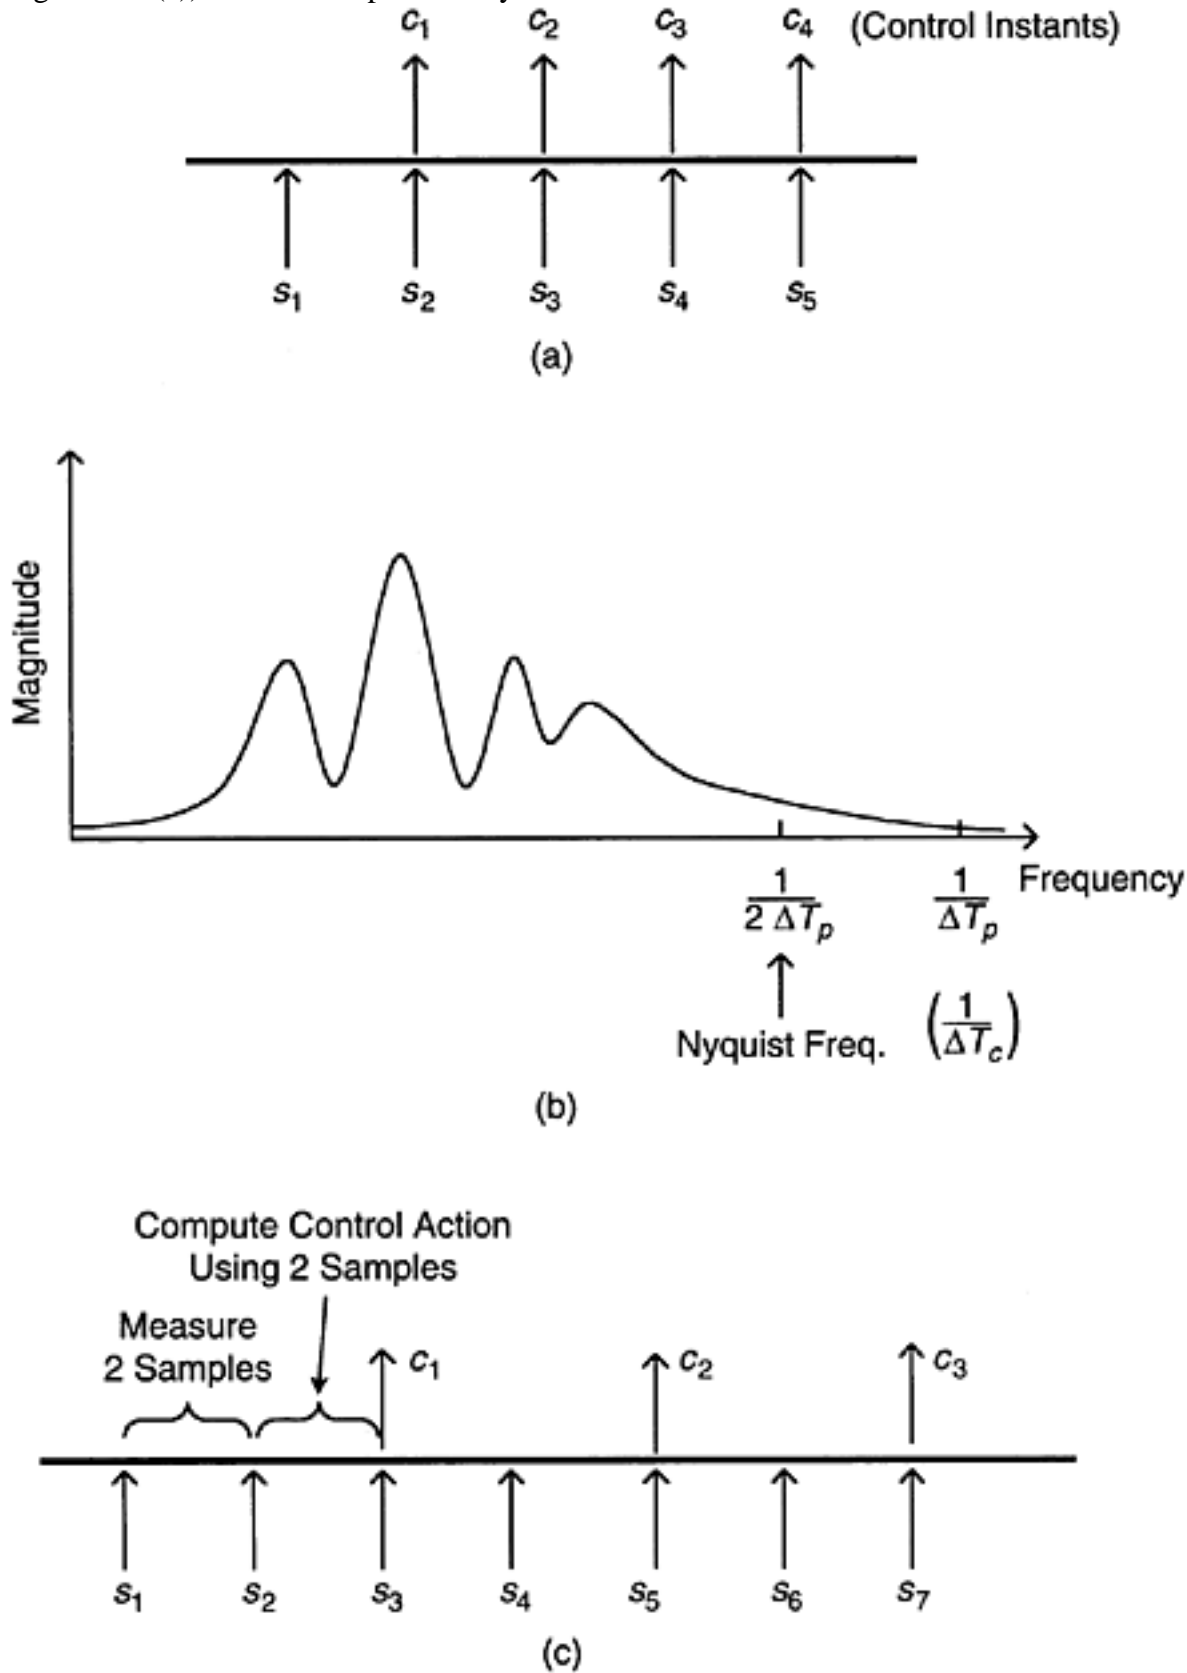 c1 c2 c3 c4 (Control Instants)
s1 s2 s3 s4 s5
(a)
Magnitude
1/(2 ΔTp) 1/ΔTp Frequency
Nyquist Freq. (1/ΔTc)
(b)
Compute Control Action
Using 2 Samples
Measure
2 Samples
c1 c2 c3
s1 s2 s3 s4 s5 s6 s7
(c)